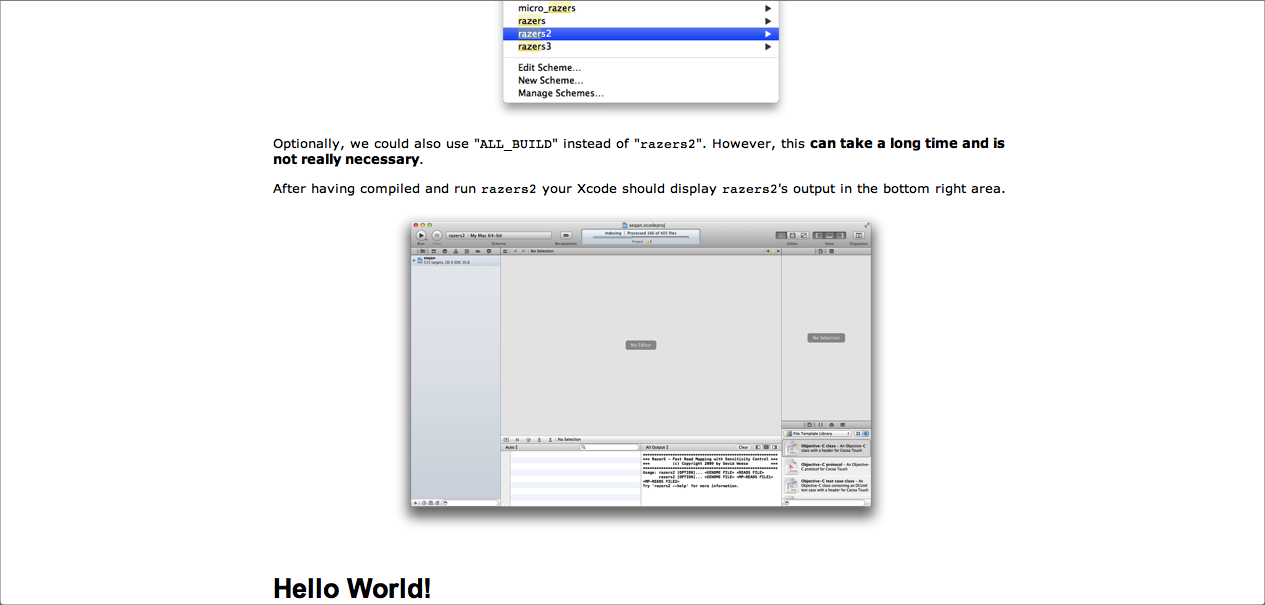 micro_razers
razers
razers2
razers3
Edit Scheme...
New Scheme...
Manage Schemes...
Optionally, we could also use "ALL_BUILD" instead of "razers2". However, this can take a long time and is
not really necessary.
After having compiled and run razers2 your Xcode should display razers2's output in the bottom right area.
seqan.xcodeproj
razers2 My Mac 64-bit
Indexing | Processed 166 of 405 files
Run
Scheme
Breakpoints
Project
Editor
View
Organizer
seqan
No Selection
515 targets, OS X SDK 10.8
No Editor
No Selection
No Selection
Auto
All Output
Clear
File Template Library
*** RazerS - Fast Read Mapping with Sensitivity Control ***
*** (c) Copyright 2009 by David Weese ***
Usage: razers2 [OPTION]... <GENOME FILE> <READS FILE>
razers2 [OPTION]... <GENOME FILE> <MP-READS FILE1>
<MP-READS FILE2>
Try 'razers2 --help' for more information.
Objective-C class - An Objective-C
class with a header for Cocoa Touch
Objective-C protocol - An Objective-
C protocol for Cocoa Touch
Objective-C test case class - An
Objective-C class containing an OCUnit
test case with a header for Cocoa Touch
Hello World!